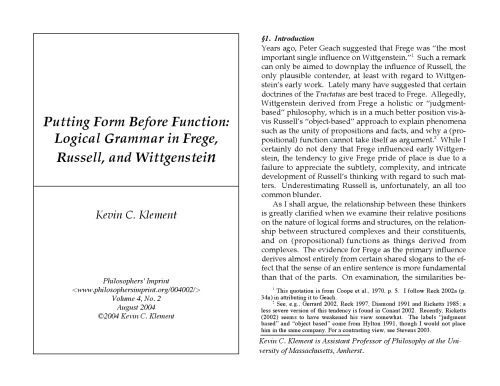 Putting Form Before Function:
Logical Grammar in Frege,
Russell, and Wittgenstein
Kevin C. Klement
Philosophers' Imprint
<www.philosophersimprint.org/004002/>
Volume 4, No. 2
August 2004
©2004 Kevin C. Klement
§1. Introduction
Years ago, Peter Geach suggested that Frege was "the most
important single influence on Wittgenstein."1 Such a remark
can only be aimed to downplay the influence of Russell, the
only plausible contender, at least with regard to Wittgen-
stein's early work. Lately many have suggested that certain
doctrines of the Tractatus are best traced to Frege. Allegedly,
Wittgenstein derived from Frege a holistic or "judgment-
based" philosophy, which is in a much better position vis-à-
vis Russell's "object-based" approach to explain phenomena
such as the unity of propositions and facts, and why a (pro-
positional) function cannot take itself as argument.2 While I
certainly do not deny that Frege influenced early Wittgen-
stein, the tendency to give Frege pride of place is due to a
failure to appreciate the subtlety, complexity, and intricate
development of Russell's thinking with regard to such mat-
ters. Underestimating Russell is, unfortunately, an all too
common blunder.
As I shall argue, the relationship between these thinkers
is greatly clarified when we examine their relative positions
on the nature of logical forms and structures, on the relation-
ship between structured complexes and their constituents,
and on (propositional) functions as things derived from
complexes. The evidence for Frege as the primary influence
derives almost entirely from certain shared slogans to the ef-
fect that the sense of an entire sentence is more fundamental
than that of the parts. On examination, the similarities be-
1 This quotation is from Coope et al., 1970, p. 5. I follow Reck 2002a (p.
34n) in attributing it to Geach.
2 See, e.g., Gerrard 2002, Reck 1997, Diamond 1991 and Ricketts 1985; a
less severe version of this tendency is found in Conant 2002. Recently, Ricketts
(2002) seems to have weakened his view somewhat. The labels "judgment
based" and "object based" come from Hylton 1991, though I would not place
him in the same company. For a contrasting view, see Stevens 2003.
Kevin C. Klement is Assistant Professor of Philosophy at the Uni-
versity of Massachusetts, Amherst.